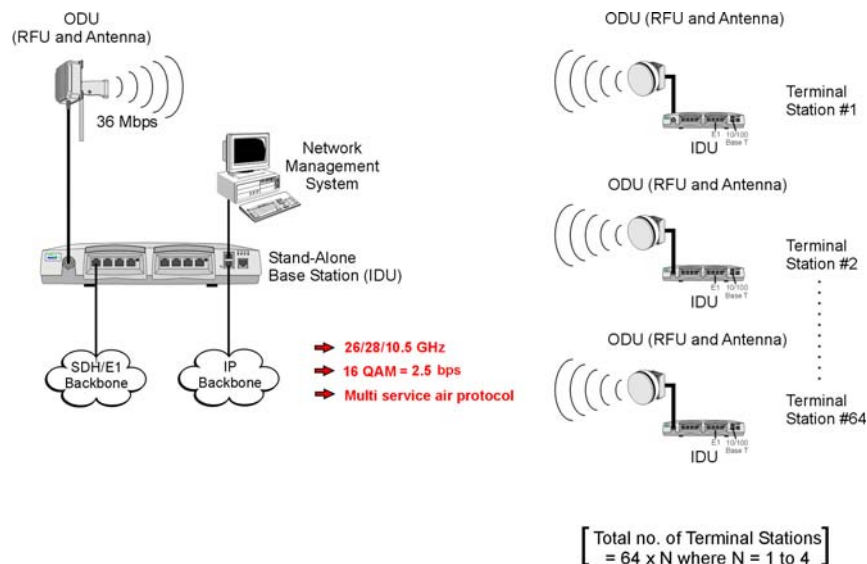 ODU
(RFU and Antenna)
36 Mbps
Network
Management
System
Stand-Alone
Base Station (IDU)
SDH/E1
Backbone
IP
Backbone
26/28/10.5 GHz
16 QAM = 2.5 bps
Multi service air protocol
ODU (RFU and Antenna)
Terminal
Station #1
E1 10/100
Base T
IDU
ODU (RFU and Antenna)
Terminal
Station #2
E1 10/100
Base T
IDU
ODU (RFU and Antenna)
Terminal
Station #64
E1 10/100
Base T
IDU
[Total no. of Terminal Stations
= 64 x N where N = 1 to 4]